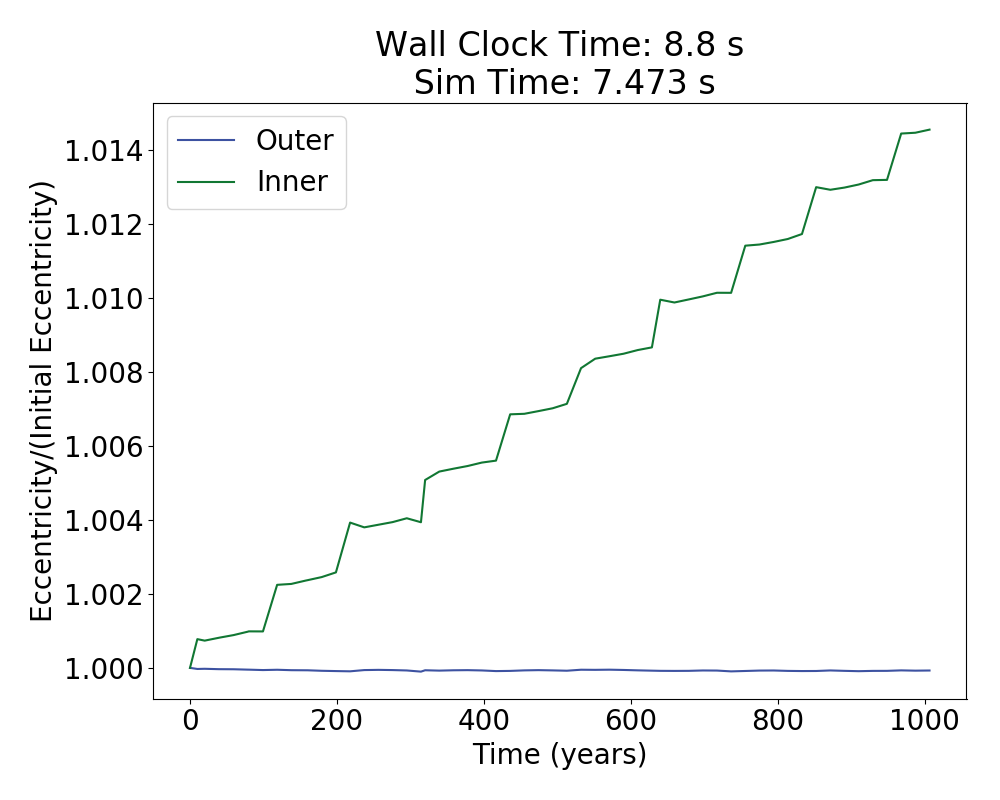 Wall Clock Time: 8.8 s
Sim Time: 7.473 s
Outer
Inner
1.014
1.012
1.010
1.008
1.006
1.004
1.002
1.000
Eccentricity/(Initial Eccentricity)
0
200
400
600
800
1000
Time (years)